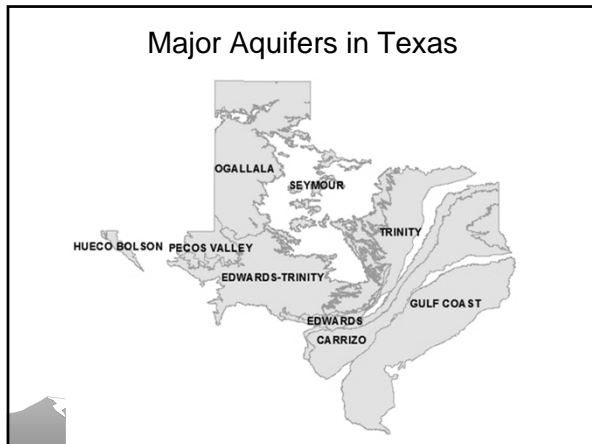 Major Aquifers in Texas
OGALLALA
SEYMOUR
TRINITY
HUECO BOLSON
PECOS VALLEY
EDWARDS-TRINITY
GULF COAST
EDWARDS
CARRIZO